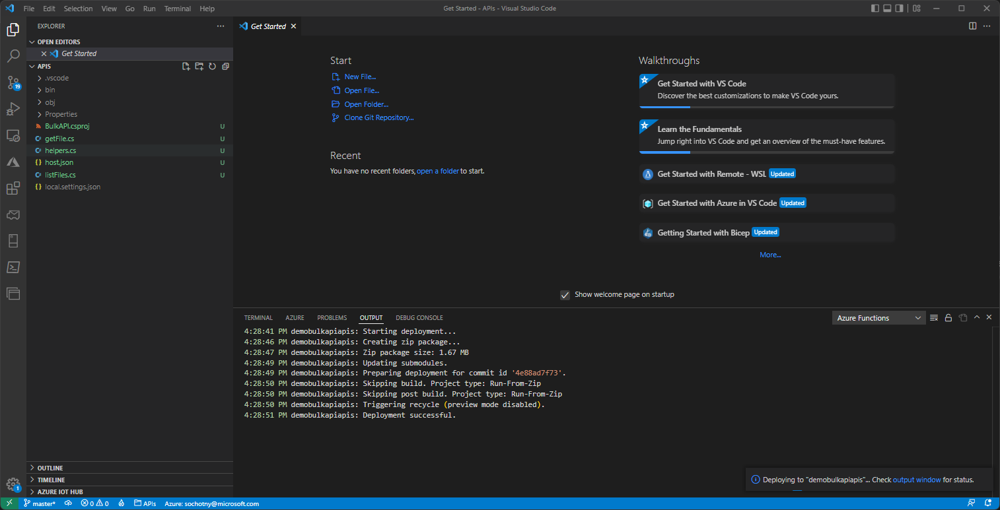 File Edit Selection View Go Run Terminal Help
Get Started - APIs - Visual Studio Code
EXPLORER
Get Started
OPEN EDITORS
Get Started
APIS
.vscode
bin
obj
Properties
BulkAPI.csproj U
getFile.cs U
helpers.cs U
host.json U
listFiles.cs U
local.settings.json
19
Start
New File...
Open File...
Open Folder...
Clone Git Repository...
Recent
You have no recent folders, open a folder to start.
Walkthroughs
Get Started with VS Code
Discover the best customizations to make VS Code yours.
Learn the Fundamentals
Jump right into VS Code and get an overview of the must-have features.
Get Started with Remote - WSL Updated
Get Started with Azure in VS Code Updated
Getting Started with Bicep Updated
More...
Show welcome page on startup
TERMINAL AZURE PROBLEMS OUTPUT DEBUG CONSOLE
Azure Functions
4:28:41 PM demobulkapiapis: Starting deployment...
4:28:46 PM demobulkapiapis: Creating zip package...
4:28:47 PM demobulkapiapis: Zip package size: 1.67 MB
4:28:49 PM demobulkapiapis: Updating submodules.
4:28:49 PM demobulkapiapis: Preparing deployment for commit id '4e88ad7f73'.
4:28:50 PM demobulkapiapis: Skipping build. Project type: Run-From-Zip
4:28:50 PM demobulkapiapis: Skipping post build. Project type: Run-From-Zip
4:28:50 PM demobulkapiapis: Triggering recycle (preview mode disabled).
4:28:51 PM demobulkapiapis: Deployment successful.
OUTLINE
TIMELINE
AZURE IOT HUB
1
Deploying to "demobulkapiapis"... Check output window for status.
master* 0 0 APIs Azure: sochotny@microsoft.com